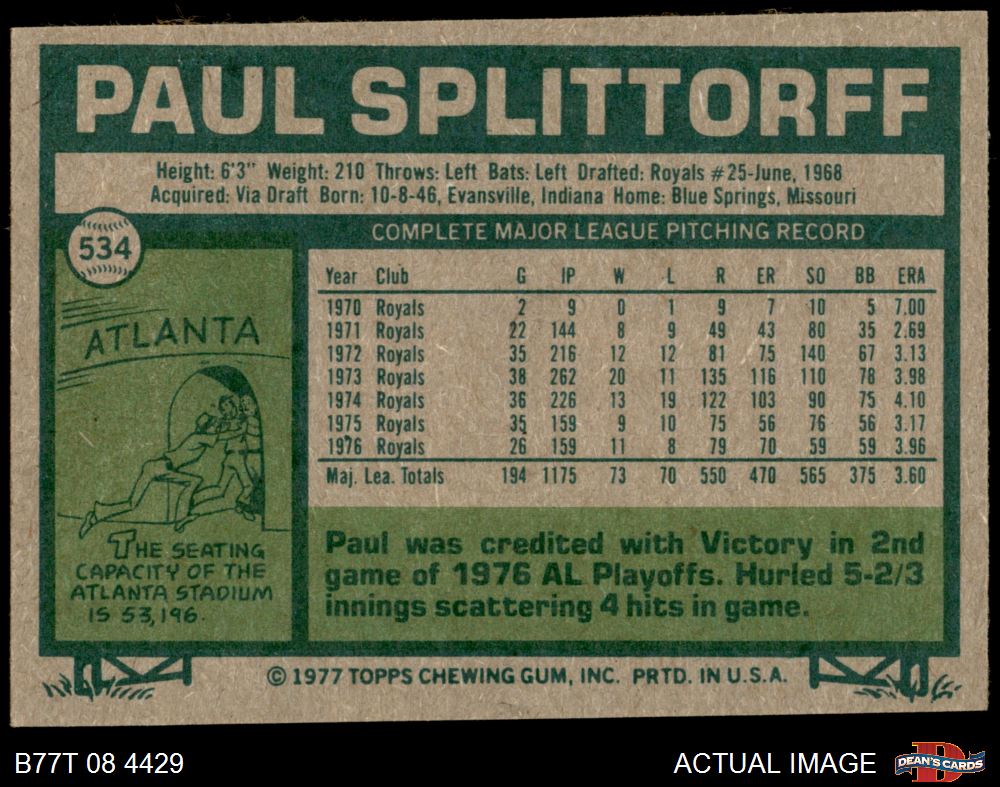 PAUL SPLITTORFF
Height: 6'3" Weight: 210 Throws: Left Bats: Left Drafted: Royals #25-June, 1968
Acquired: Via Draft Born: 10-8-46, Evansville, Indiana Home: Blue Springs, Missouri
534
COMPLETE MAJOR LEAGUE PITCHING RECORD
Year Club G IP W L R ER SO BB ERA
1970 Royals 2 9 0 1 9 7 10 5 7.00
1971 Royals 22 144 8 9 49 43 80 35 2.69
1972 Royals 35 216 12 12 81 75 140 67 3.13
1973 Royals 38 262 20 11 135 116 110 78 3.98
1974 Royals 36 226 13 19 122 103 90 75 4.10
1975 Royals 35 159 9 10 75 56 76 56 3.17
1976 Royals 26 159 11 8 79 70 59 59 3.96
Maj. Lea. Totals 194 1175 73 70 550 470 565 375 3.60
ATLANTA
THE SEATING
CAPACITY OF THE
ATLANTA STADIUM
IS 53,196.
Paul was credited with Victory in 2nd
game of 1976 AL Playoffs. Hurled 5-2/3
innings scattering 4 hits in game.
© 1977 TOPPS CHEWING GUM, INC. PRTD. IN U.S.A.
B77T 08 4429
ACTUAL IMAGE
DEAN'S CARDS